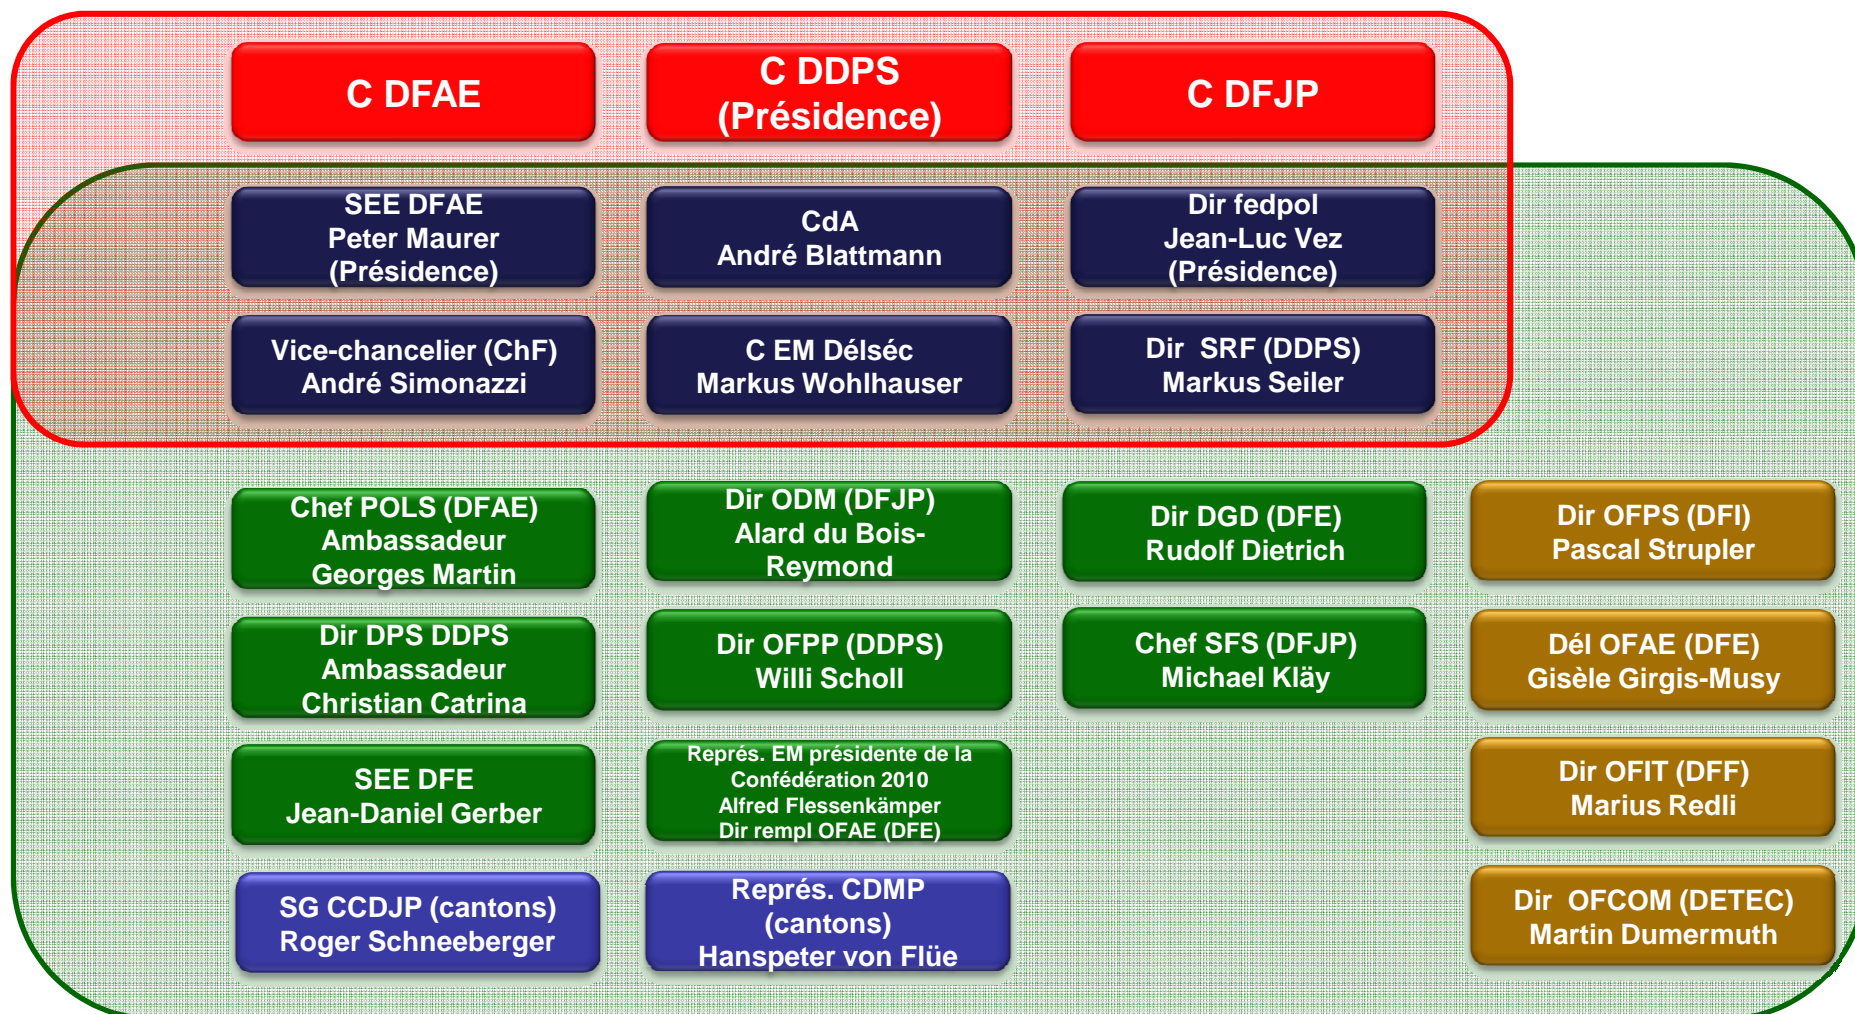 C DFAE
C DDPS
(Présidence)
C DFJP
SEE DFAE
Peter Maurer
(Présidence)
CdA
André Blattmann
Dir fedpol
Jean-Luc Vez
(Présidence)
Vice-chancelier (ChF)
André Simonazzi
C EM Délséc
Markus Wohlhauser
Dir SRF (DDPS)
Markus Seiler
Chef POLS (DFAE)
Ambassadeur
Georges Martin
Dir ODM (DFJP)
Alard du Bois-
Reymond
Dir DGD (DFE)
Rudolf Dietrich
Dir OFPS (DFI)
Pascal Strupler
Dir DPS DDPS
Ambassadeur
Christian Catrina
Dir OFPP (DDPS)
Willi Scholl
Chef SFS (DFJP)
Michael Kläy
Dél OFAE (DFE)
Gisèle Girgis-Musy
SEE DFE
Jean-Daniel Gerber
Représ. EM présidente de la
Confédération 2010
Alfred Flessenkämper
Dir rempl OFAE (DFE)
Dir OFIT (DFF)
Marius Redli
SG CCDJP (cantons)
Roger Schneeberger
Représ. CDMP
(cantons)
Hanspeter von Flüe
Dir OFCOM (DETEC)
Martin Dumermuth